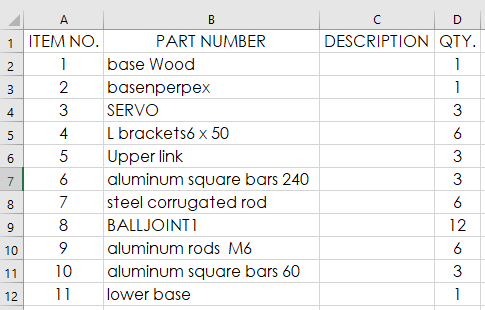 A B C D
1 ITEM NO. PART NUMBER DESCRIPTION QTY.
2 1 base Wood 1
3 2 basenperpex 1
4 3 SERVO 3
5 4 L brackets6 x 50 6
6 5 Upper link 3
7 6 aluminum square bars 240 3
8 7 steel corrugated rod 6
9 8 BALLJOINT1 12
10 9 aluminum rods M6 6
11 10 aluminum square bars 60 3
12 11 lower base 1